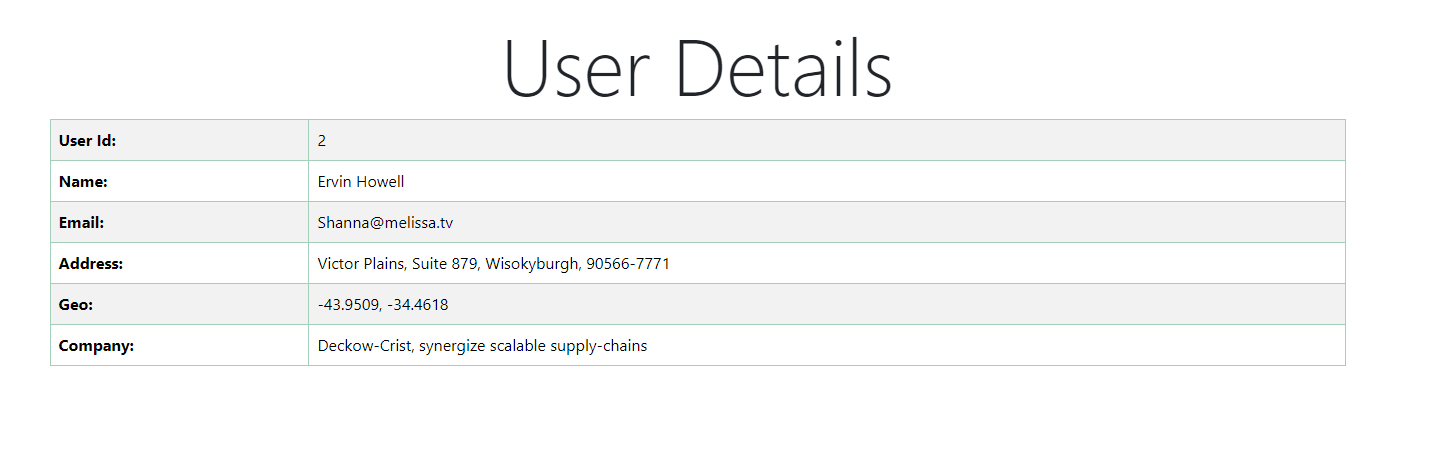 User Details
User Id: 2
Name: Ervin Howell
Email: Shanna@melissa.tv
Address: Victor Plains, Suite 879, Wisokyburgh, 90566-7771
Geo: -43.9509, -34.4618
Company: Deckow-Crist, synergize scalable supply-chains